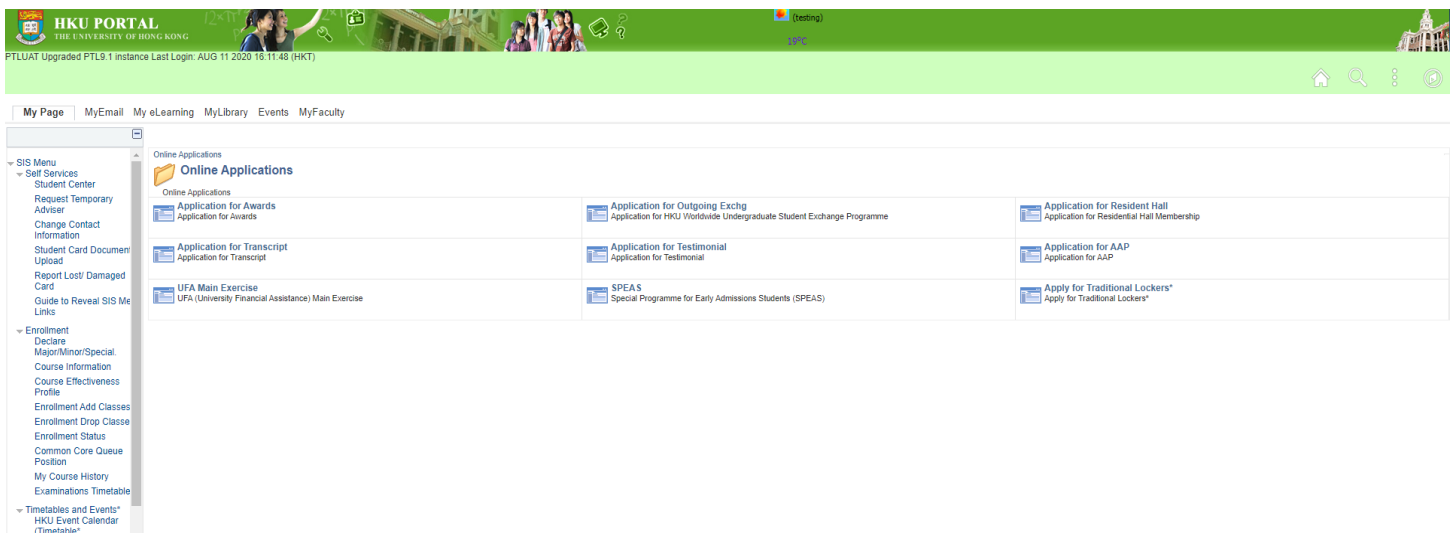 HKU PORTAL
THE UNIVERSITY OF HONG KONG
(testing)
19°C
PTLUAT Upgraded PTL9.1 instance Last Login: AUG 11 2020 16:11:48 (HKT)
My Page MyEmail My eLearning MyLibrary Events MyFaculty
SIS Menu
Self Services
Student Center
Request Temporary
Adviser
Change Contact
Information
Student Card Document
Upload
Report Lost/ Damaged
Card
Guide to Reveal SIS Me
Links
Enrollment
Declare
Major/Minor/Special.
Course Information
Course Effectiveness
Profile
Enrollment Add Classes
Enrollment Drop Classe
Enrollment Status
Common Core Queue
Position
My Course History
Examinations Timetable
Timetables and Events*
HKU Event Calendar
(Timetable*
Online Applications
Online Applications
Online Applications
Application for Awards
Application for Awards
Application for Outgoing Exchg
Application for HKU Worldwide Undergraduate Student Exchange Programme
Application for Resident Hall
Application for Residential Hall Membership
Application for Transcript
Application for Transcript
Application for Testimonial
Application for Testimonial
Application for AAP
Application for AAP
UFA Main Exercise
UFA (University Financial Assistance) Main Exercise
SPEAS
Special Programme for Early Admissions Students (SPEAS)
Apply for Traditional Lockers*
Apply for Traditional Lockers*